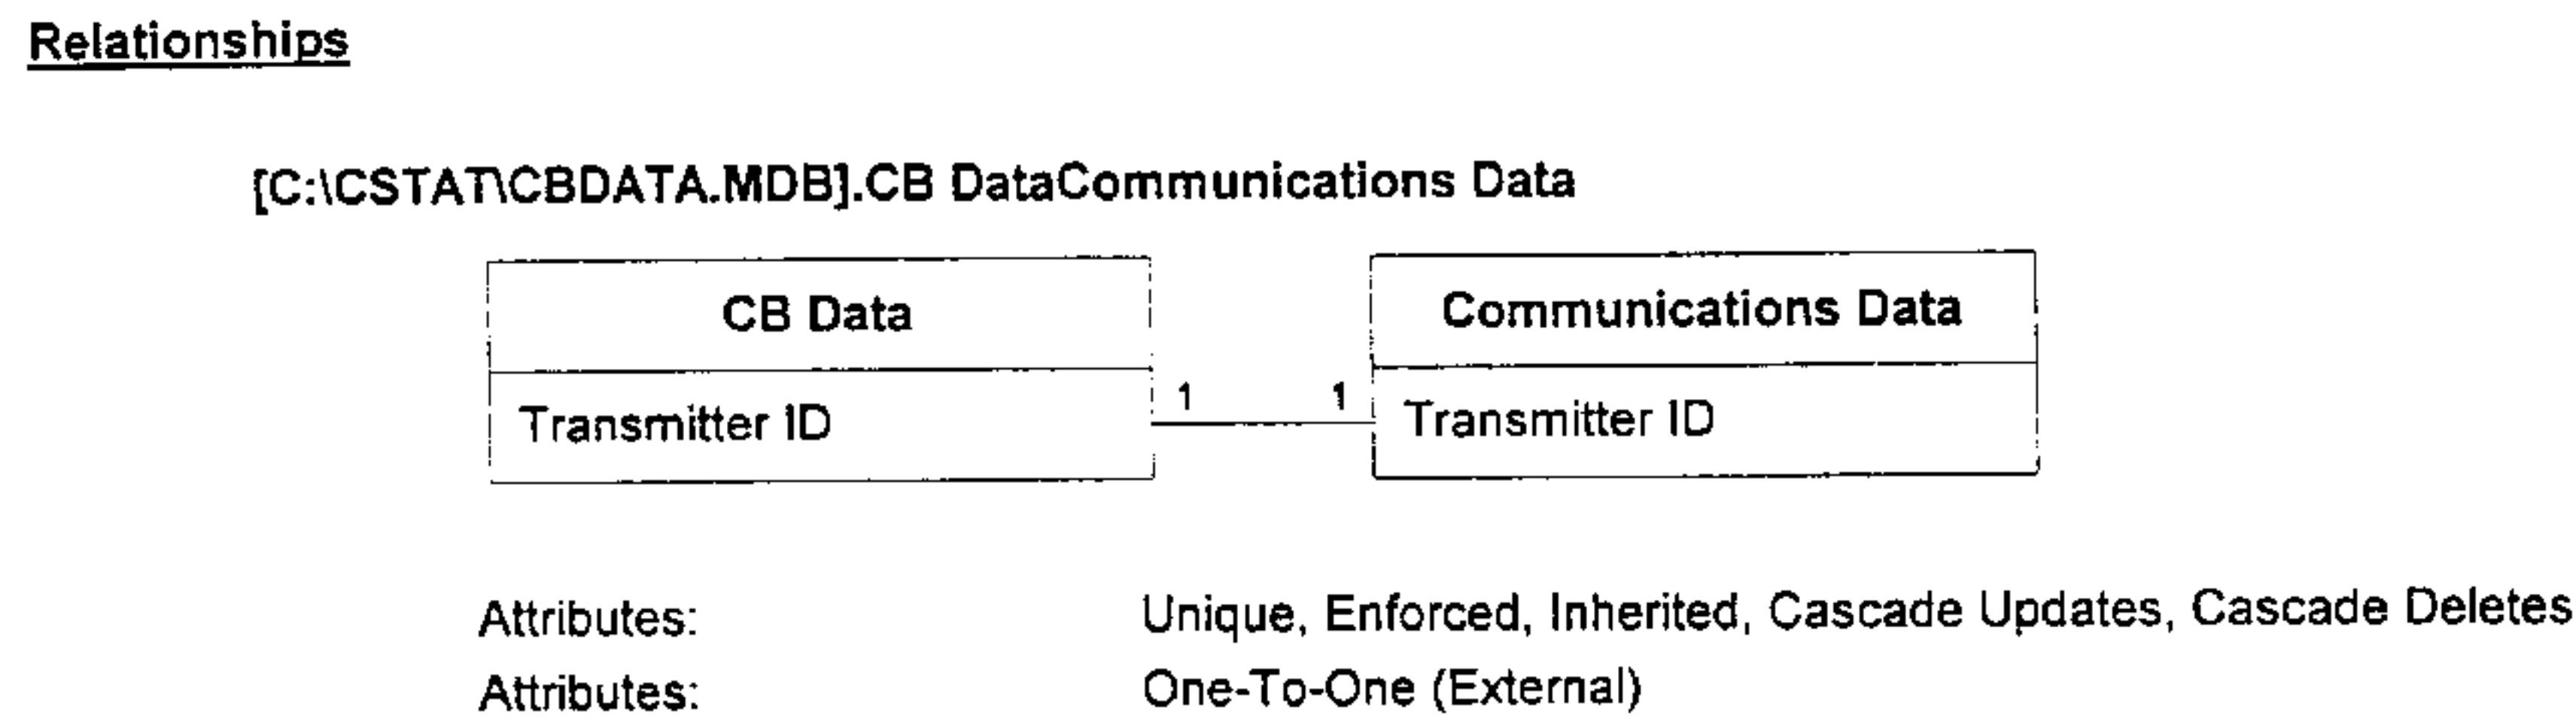 Relationships
[C:\CSTAT\CBDATA.MDB].CB DataCommunications Data
CB Data
Communications Data
Transmitter ID
1
1
Transmitter ID
Attributes:
Unique, Enforced, Inherited, Cascade Updates, Cascade Deletes
Attributes:
One-To-One (External)